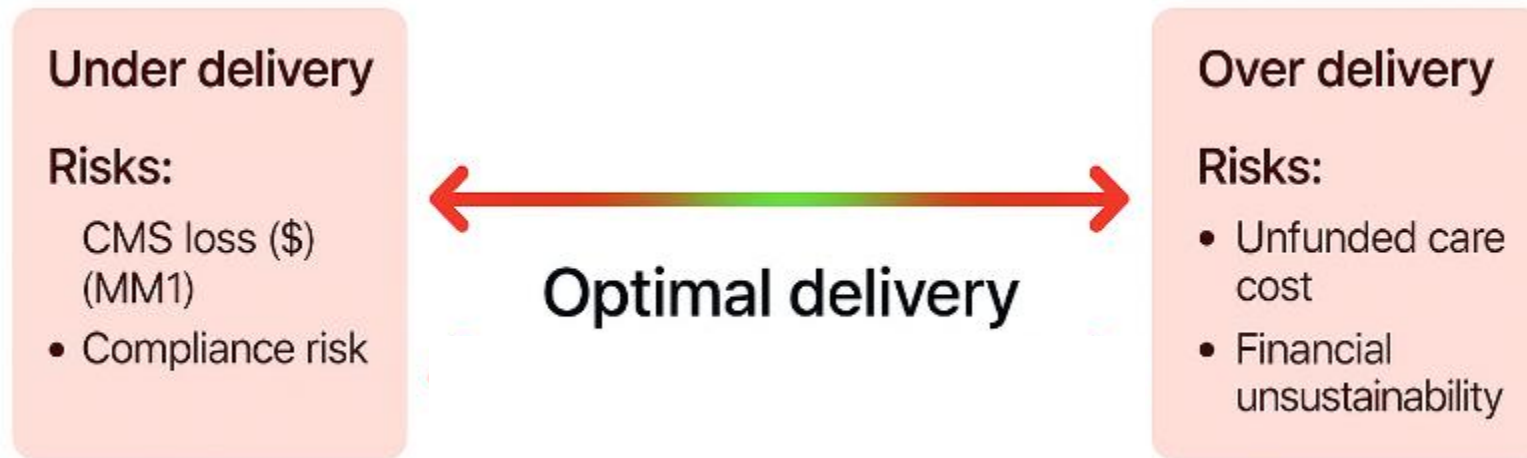 Under delivery
Risks:
CMS loss ($)
(MM1)
• Compliance risk
Optimal delivery
Over delivery
Risks:
• Unfunded care
cost
• Financial
unsustainability